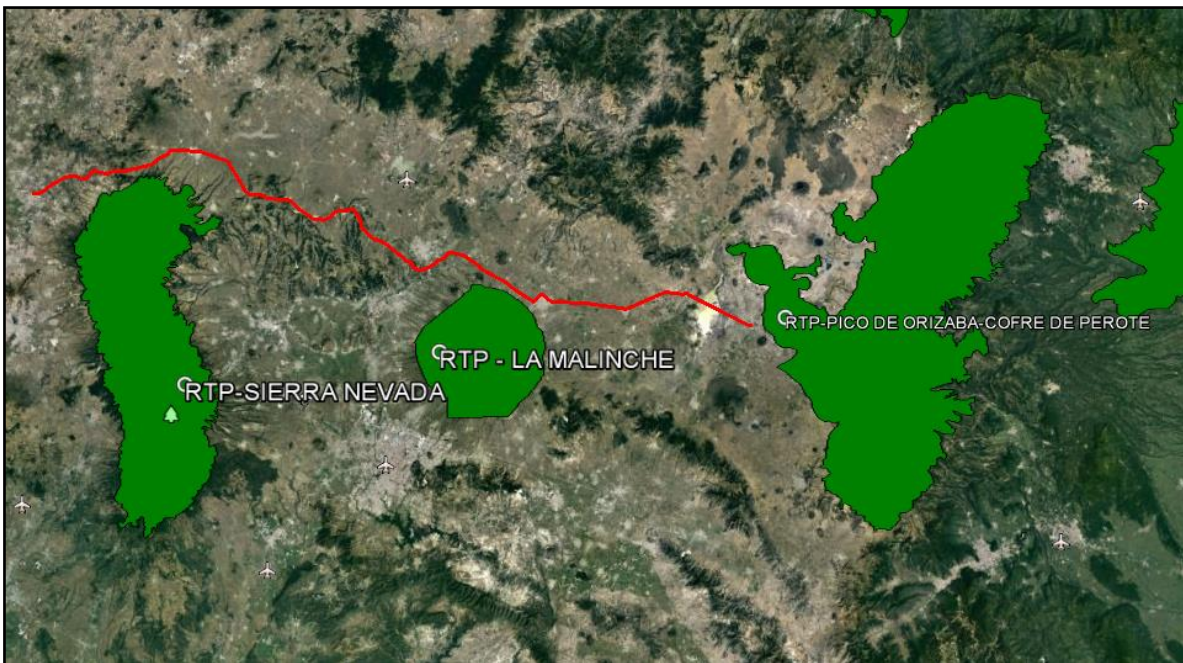 RTP-PICO DE ORIZABA-COFRE DE PEROTE
RTP - LA MALINCHE
RTP-SIERRA NEVADA